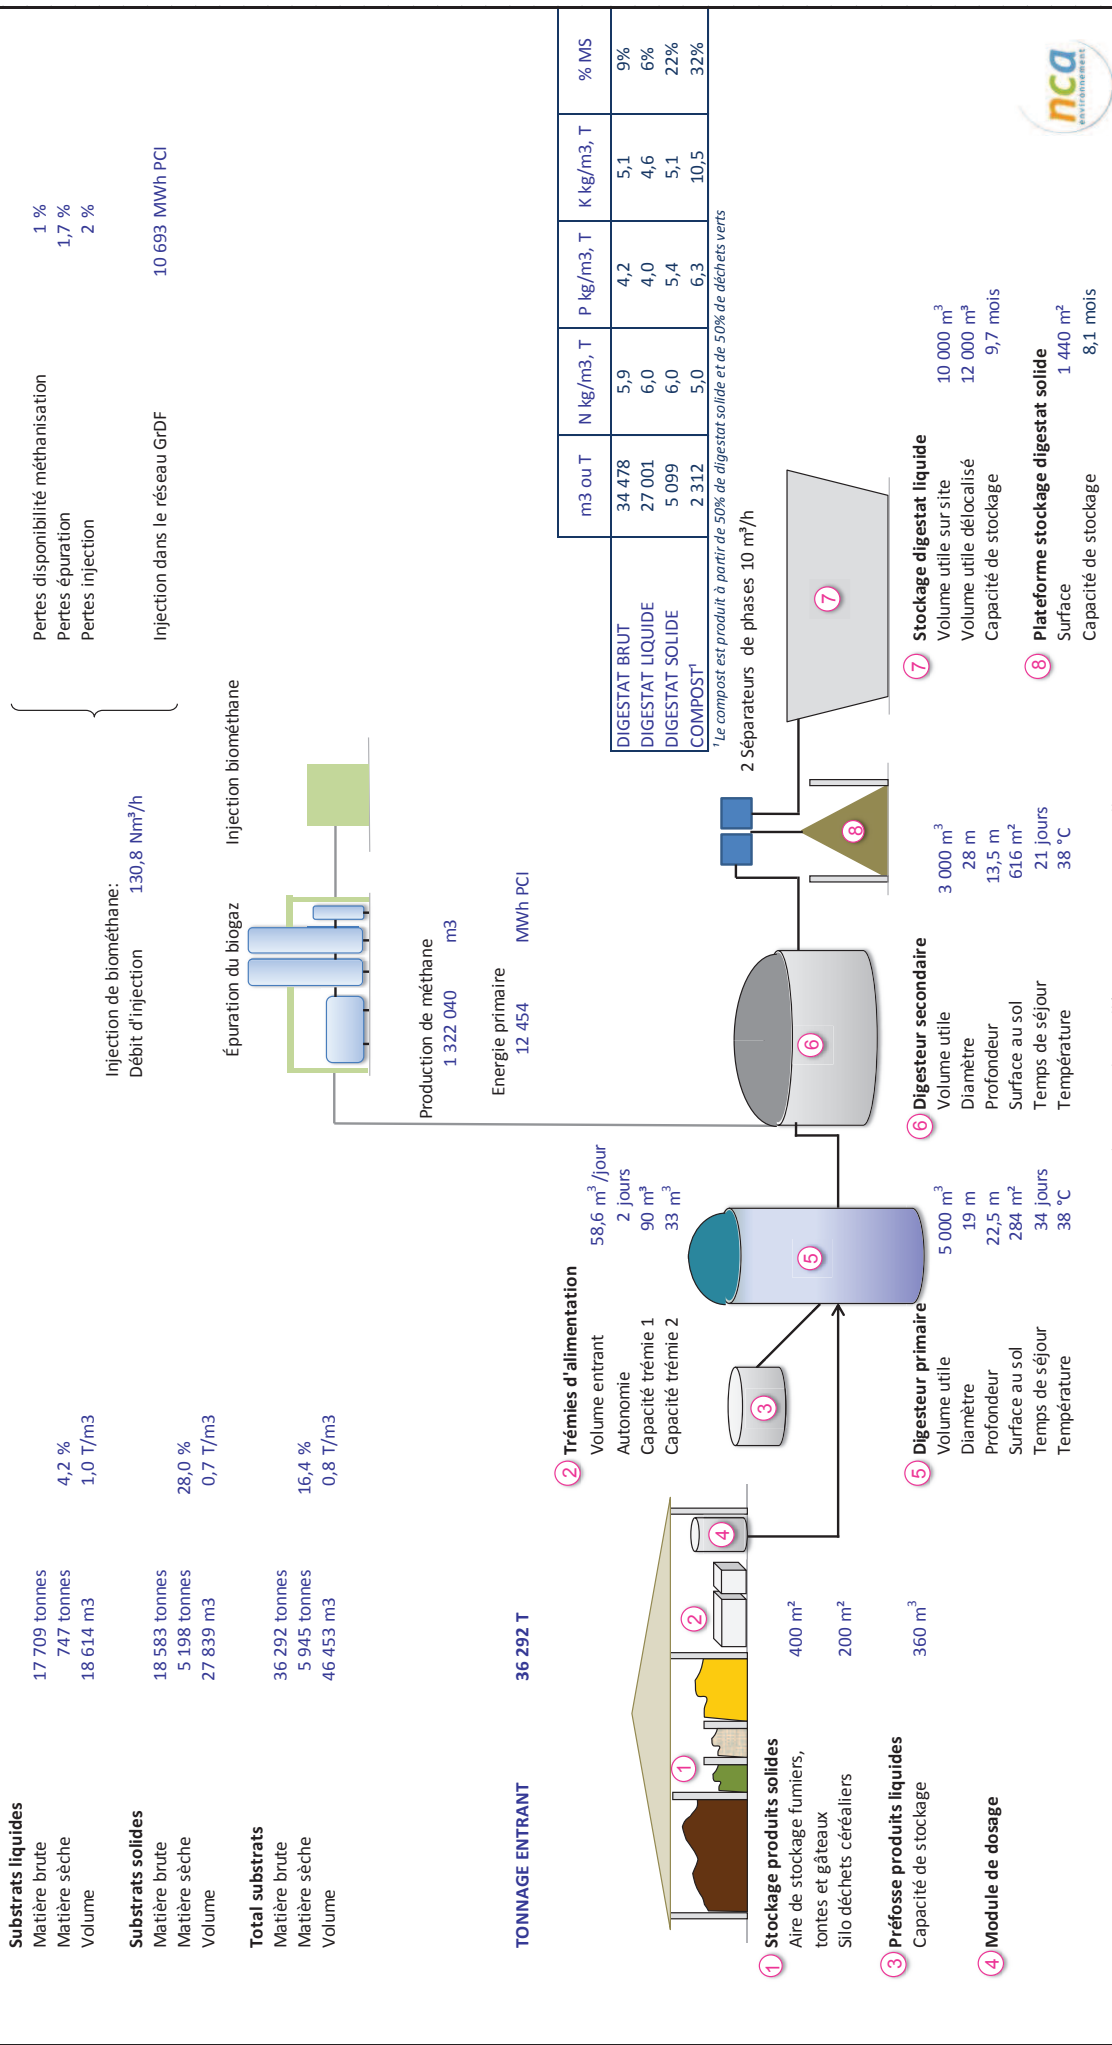 Substrats liquides
Matière brute 17 709 tonnes
Matière sèche 747 tonnes 4,2 %
Volume 18 614 m3 1,0 T/m3
Substrats solides
Matière brute 18 583 tonnes
Matière sèche 5 198 tonnes 28,0 %
Volume 27 839 m3 0,7 T/m3
Total substrats
Matière brute 36 292 tonnes
Matière sèche 5 945 tonnes 16,4 %
Volume 46 453 m3 0,8 T/m3
TONNAGE ENTRANT 36 292 T
Injection de biométhane:
Débit d'injection 130,8 Nm³/h
Pertes disponibilité méthanisation 1 %
Pertes épuration 1,7 %
Pertes injection 2 %
Injection dans le réseau GrDF 10 693 MWh PCI
Épuration du biogaz
Injection biométhane
Production de méthane
1 322 040 m3
Energie primaire
12 454 MWh PCI
m3 ou T N kg/m3, T P kg/m3, T K kg/m3, T % MS
DIGESTAT BRUT 34 478 5,9 4,2 5,1 9%
DIGESTAT LIQUIDE 27 001 6,0 4,0 4,6 6%
DIGESTAT SOLIDE 5 099 6,0 5,4 5,1 22%
COMPOST¹ 2 312 5,0 6,3 10,5 32%
¹ Le compost est produit à partir de 50% de digestat solide et de 50% de déchets verts
2 Séparateurs de phases 10 m³/h
2 Trémies d'alimentation
Volume entrant 58,6 m³ /jour
Autonomie 2 jours
Capacité trémie 1 90 m³
Capacité trémie 2 33 m³
1
2
4
3
5
6
8
7
1 Stockage produits solides
Aire de stockage fumiers,
tontes et gâteaux 400 m²
Silo déchets céréaliers 200 m²
3 Préfosse produits liquides
Capacité de stockage 360 m³
4 Module de dosage
5 Digesteur primaire
Volume utile 5 000 m³
Diamètre 19 m
Profondeur 22,5 m
Surface au sol 284 m²
Temps de séjour 34 jours
Température 38 °C
6 Digesteur secondaire
Volume utile 3 000 m³
Diamètre 28 m
Profondeur 13,5 m
Surface au sol 616 m²
Temps de séjour 21 jours
Température 38 °C
7 Stockage digestat liquide
Volume utile sur site 10 000 m³
Volume utile délocalisé 12 000 m³
Capacité de stockage 9,7 mois
8 Plateforme stockage digestat solide
Surface 1 440 m²
Capacité de stockage 8,1 mois
nca
environnement